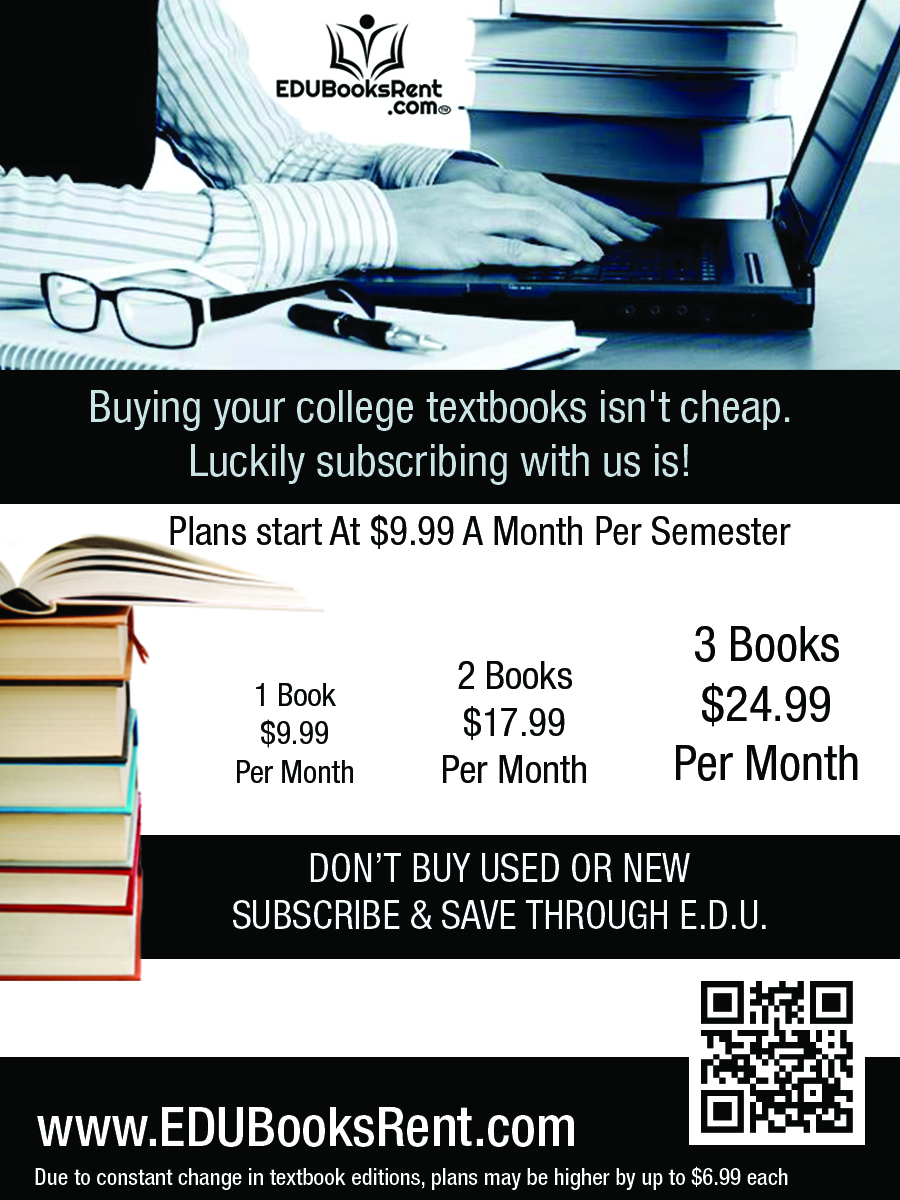 EDUBooksRent
.com
Buying your college textbooks isn't cheap.
Luckily subscribing with us is!
Plans start At $9.99 A Month Per Semester
1 Book
$9.99
Per Month
2 Books
$17.99
Per Month
3 Books
$24.99
Per Month
DON’T BUY USED OR NEW
SUBSCRIBE & SAVE THROUGH E.D.U.
www.EDUBooksRent.com
Due to constant change in textbook editions, plans may be higher by up to $6.99 each